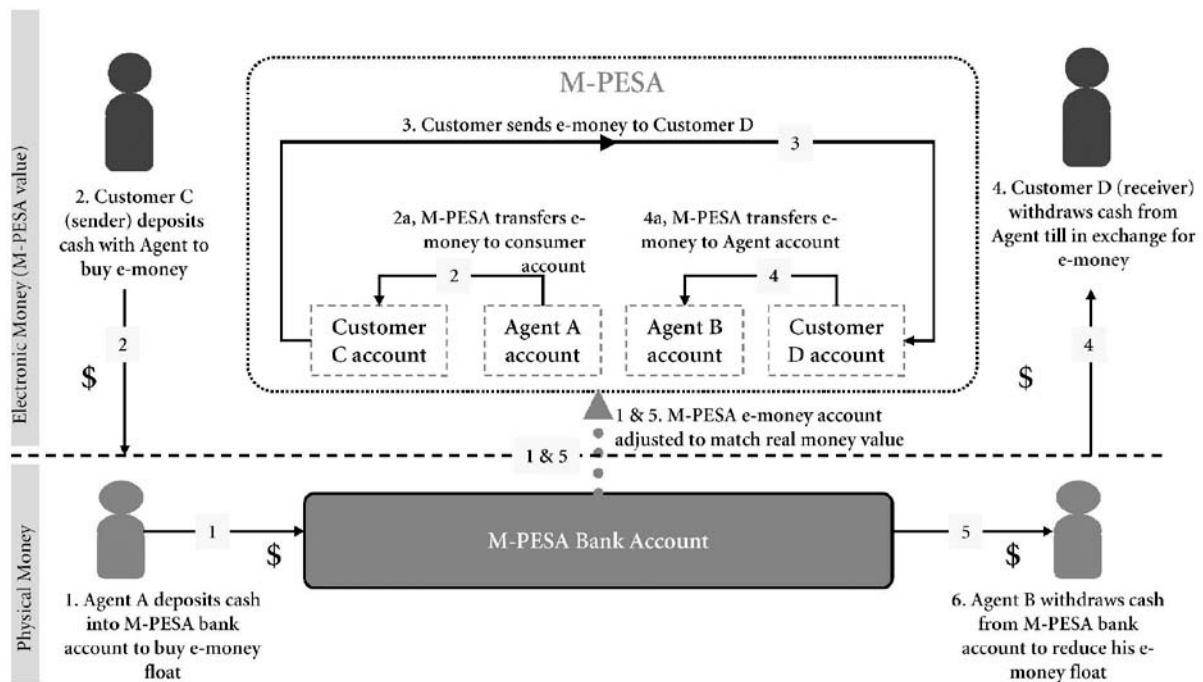 Electronic Money (M-PESA value)
Physical Money
M-PESA
3. Customer sends e-money to Customer D
3
2. Customer C
(sender) deposits
cash with Agent to
buy e-money
2
$
2a, M-PESA transfers e-
money to consumer
account
2
4a, M-PESA transfers e-
money to Agent account
4
Customer
C account
Agent A
account
Agent B
account
Customer
D account
4. Customer D (receiver)
withdraws cash from
Agent till in exchange for
e-money
4
$
1 & 5. M-PESA e-money account
adjusted to match real money value
1 & 5
1
$
M-PESA Bank Account
5
$
1. Agent A deposits cash
into M-PESA bank
account to buy e-money
float
6. Agent B withdraws cash
from M-PESA bank
account to reduce his e-
money float